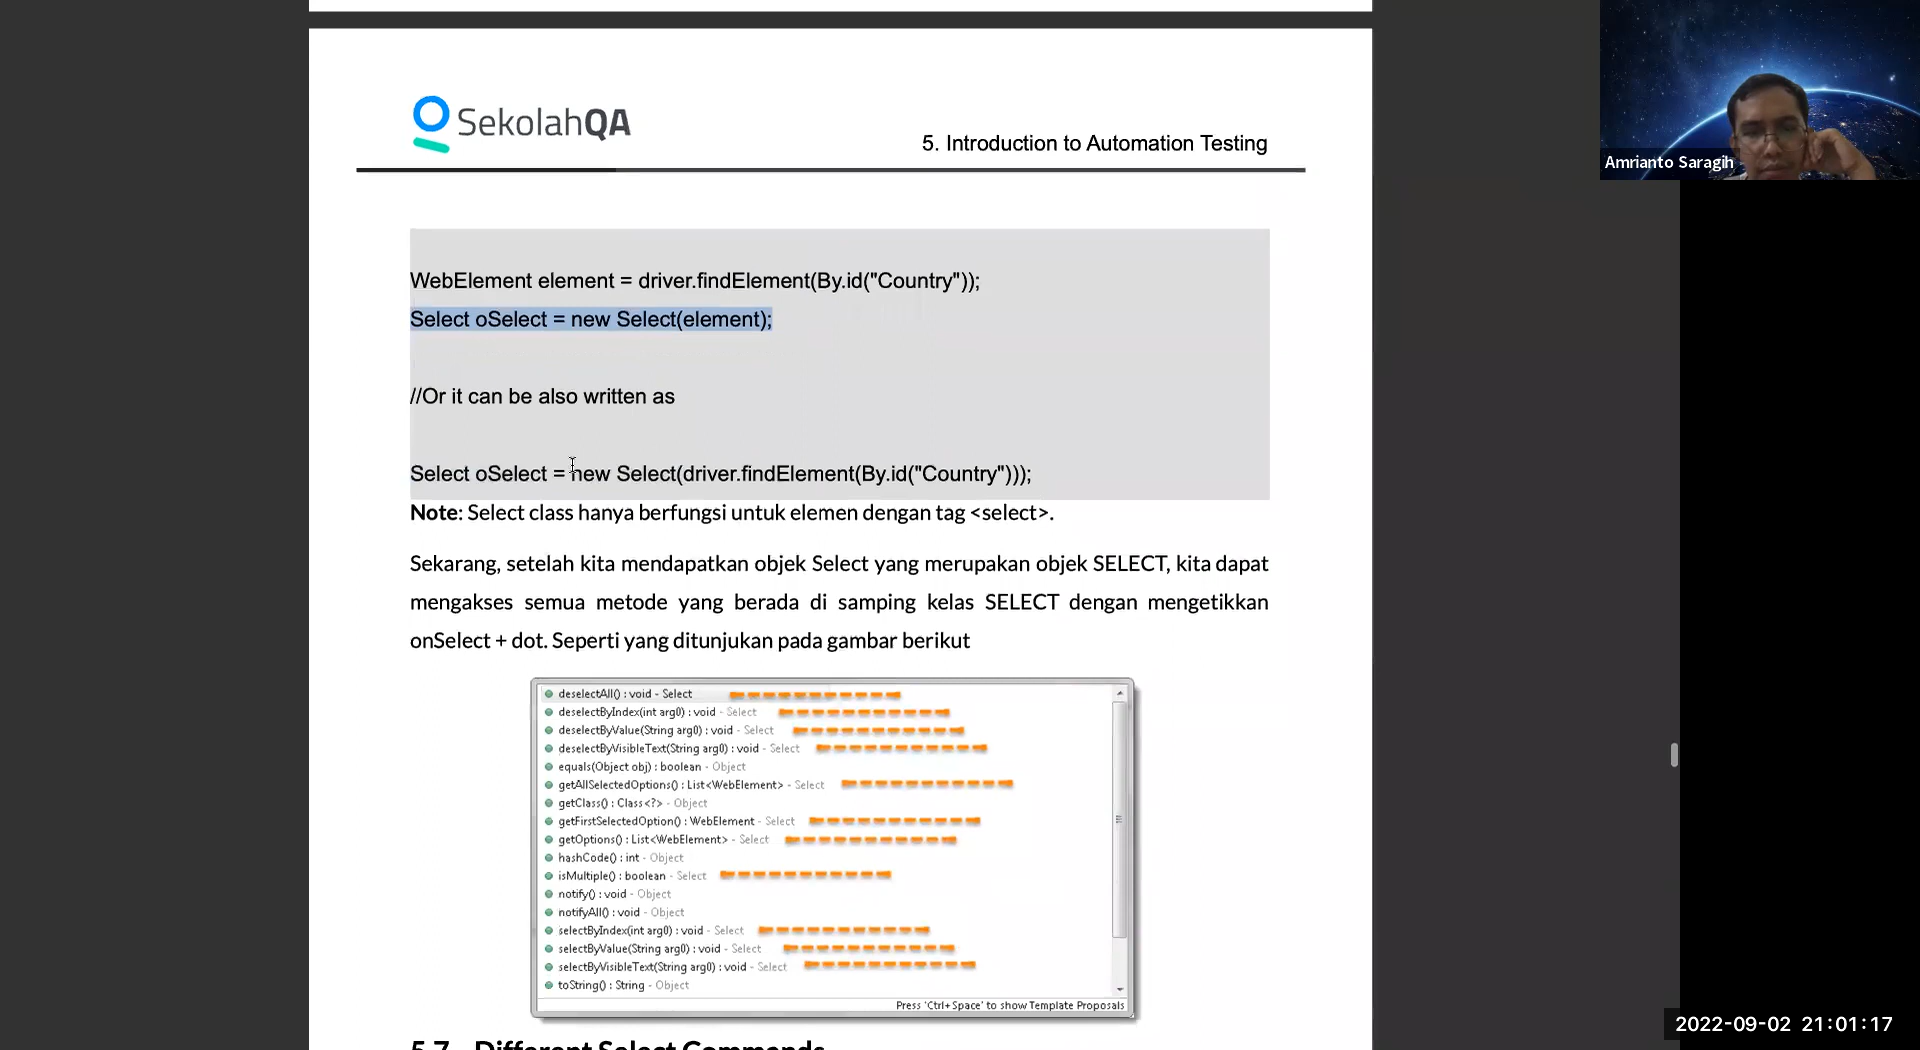 SekolahQA
5. Introduction to Automation Testing
Amrianto Saragih
WebElement element = driver.findElement(By.id("Country"));
Select oSelect = new Select(element);
//Or it can be also written as
Select oSelect = new Select(driver.findElement(By.id("Country")));
Note: Select class hanya berfungsi untuk elemen dengan tag <select>.
Sekarang, setelah kita mendapatkan objek Select yang merupakan objek SELECT, kita dapat
mengakses semua metode yang berada di samping kelas SELECT dengan mengetikkan
onSelect + dot. Seperti yang ditunjukan pada gambar berikut
deselectAll() : void - Select
deselectByIndex(int arg0) : void - Select
deselectByValue(String arg0) : void - Select
deselectByVisibleText(String arg0) : void - Select
equals(Object obj) : boolean - Object
getAllSelectedOptions() : List<WebElement> - Select
getClass() : Class<?> - Object
getFirstSelectedOption() : WebElement - Select
getOptions() : List<WebElement> - Select
hashCode() : int - Object
isMultiple() : boolean - Select
notify() : void - Object
notifyAll() : void - Object
selectByIndex(int arg0) : void - Select
selectByValue(String arg0) : void - Select
selectByVisibleText(String arg0) : void - Select
toString() : String - Object
Press 'Ctrl+Space' to show Template Proposals
5.7 Different Select Commands
2022-09-02 21:01:17